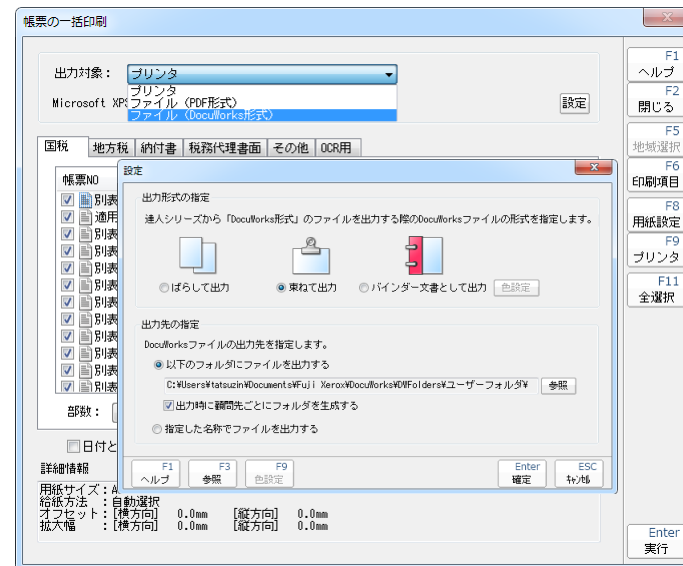 帳票の一括印刷
出力対象： プリンタ
プリンタ
ファイル（PDF形式）
ファイル（DocuWorks形式）
Microsoft XPS
設定
国税 地方税 納付書 税務代理書面 その他 OCR用
帳票NO
別表
適用
別表
別表
別表
別表
別表
別表
別表
別表
別表
別表
部数：
日付と
詳細情報
用紙サイズ：A
給紙方法 ：自動選択
オフセット：[横方向] 0.0mm [縦方向] 0.0mm
拡大幅 ：[横方向] 0.0mm [縦方向] 0.0mm
設定
出力形式の指定
達人シリーズから「DocuWorks形式」のファイルを出力する際のDocuWorksファイルの形式を指定します。
ばらして出力 束ねて出力 バインダー文書として出力 色設定
出力先の指定
DocuWorksファイルの出力先を指定します。
以下のフォルダにファイルを出力する
C:¥Users¥tatsuzin¥Documents¥Fuji Xerox¥DocuWorks¥DWFolders¥ユーザーフォルダ¥ 参照
出力時に顧問先ごとにフォルダを生成する
指定した名称でファイルを出力する
F1 F3 F9 Enter ESC
ヘルプ 参照 色設定 確定 ｷｬﾝｾﾙ
F1
ヘルプ
F2
閉じる
F5
地域選択
F6
印刷項目
F8
用紙設定
F9
プリンタ
F11
全選択
Enter
実行